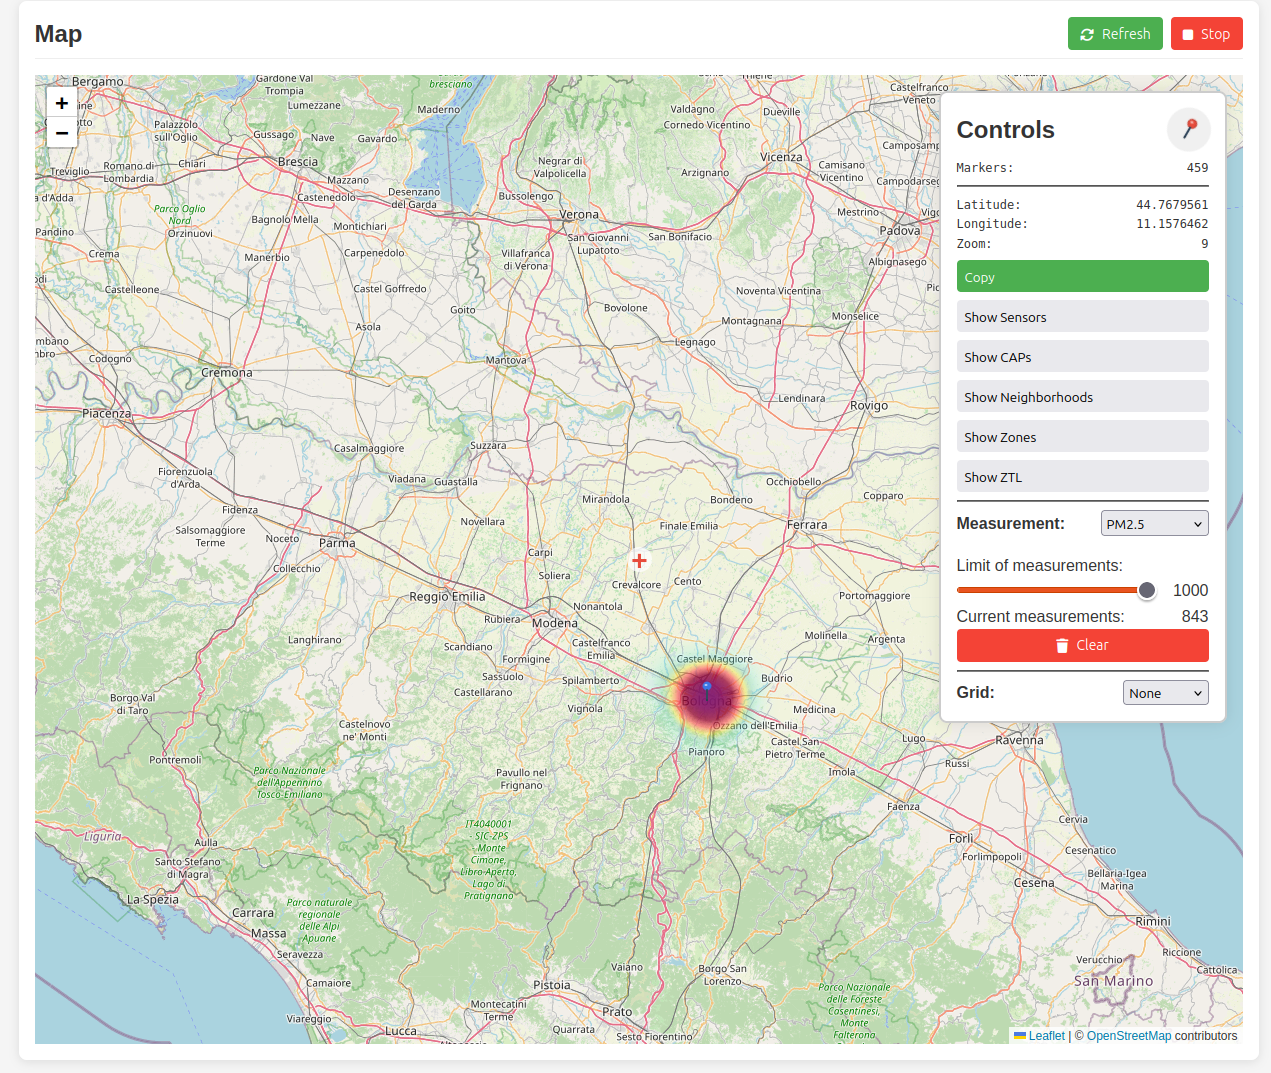 Map
Refresh
Stop
+
−
Controls
Markers:
459
Latitude:
44.7679561
Longitude:
11.1576462
Zoom:
9
Copy
Show Sensors
Show CAPs
Show Neighborhoods
Show Zones
Show ZTL
Measurement:
PM2.5
Limit of measurements:
1000
Current measurements:
843
Clear
Grid:
None
Bergamo
Gardone Val
Trompia
bresciano
Maderno
Lumezzane
Palazzolo
sull'Oglio
Gussago
Nave
Gavardo
Brescia
Treviglio
Romano di
Lombardia
Chiari
Mazzano
Castenedolo
Desenzano
del Garda
a d'Adda
Parco Oglio
Nord
Bagnolo Mella
Montichiari
Orzinuovi
Pandino
Crema
Manerbio
Carpenedolo
Castelleone
Castel Goffredo
Asola
Goito
Mantova
Codogno
Cremona
Piacenza
Valdagno
Dueville
Cornedo Vicentino
Castelfranco
Veneto
Vicenza
Negrar di
Valpolicella
Arzignano
Camisano
Vicentino
Camposamp
Campodarseg
Bussolengo
Verona
Mestrino
Vigo
San Giovanni
Lupatoto
San Bonifacio
Padova
Villafranca
di Verona
Albignasego
Noventa Vicentina
Bovolone
Montagnana
Monselice
Legnago
Lendinara
Rovigo
Casalmaggiore
Suzzara
Viadana
Guastalla
Fiorenzuola
d'Arda
Fidenza
Occhiobello
Mirandola
Bondeno
Copparo
Salsomaggiore
Terme
Noceto
Parma
Novellara
Finale Emilia
Ferrara
Carpi
Collecchio
Soliera
Crevalcore
Cento
Reggio Emilia
Nonantola
Portomaggiore
Rubiera
Modena
Langhirano
Scandiano
Castelfranco
Emilia
Molinella
Argenta
Formigine
Castel Maggiore
Sassuolo
Spilamberto
Budrio
Borgo Val
di Taro
Castellarano
Vignola
Bologna
Medicina
Castelnovo
ne' Monti
Ozzano dell'Emilia
Castel San
Pietro Terme
Lugo
Ravenna
Pianoro
Pontremoli
Russi
Parco Nazionale
dell'Appennino
Tosco-Emiliano
Pavullo nel
Frignano
Imola
Faenza
Cervia
IT4040001
- SIC-ZPS
- Monte
Cimone,
Libro-Aperto,
Lago di
Pratignano
Liguria
Aulla
Forlì
Forlimpopoli
Cesenatico
Santo Stefano
di Magra
Bellaria-Igea
Marina
Cesena
La Spezia
Carrara
Parco naturale
regionale
delle Alpi
Apuane
Massa
Rimini
Seravezza
Vaiano
Borgo San
Lorenzo
Verucchio
Riccione
Cattolica
San Marino
Camaiore
Pistoia
Parco Nazionale
delle Foreste
Casentinesi,
Monte
Falterona
Montecatini
Terme
Prato
Viareggio
Quarrata
Lucca
Sesto Fiorentino
Leaflet | © OpenStreetMap contributors